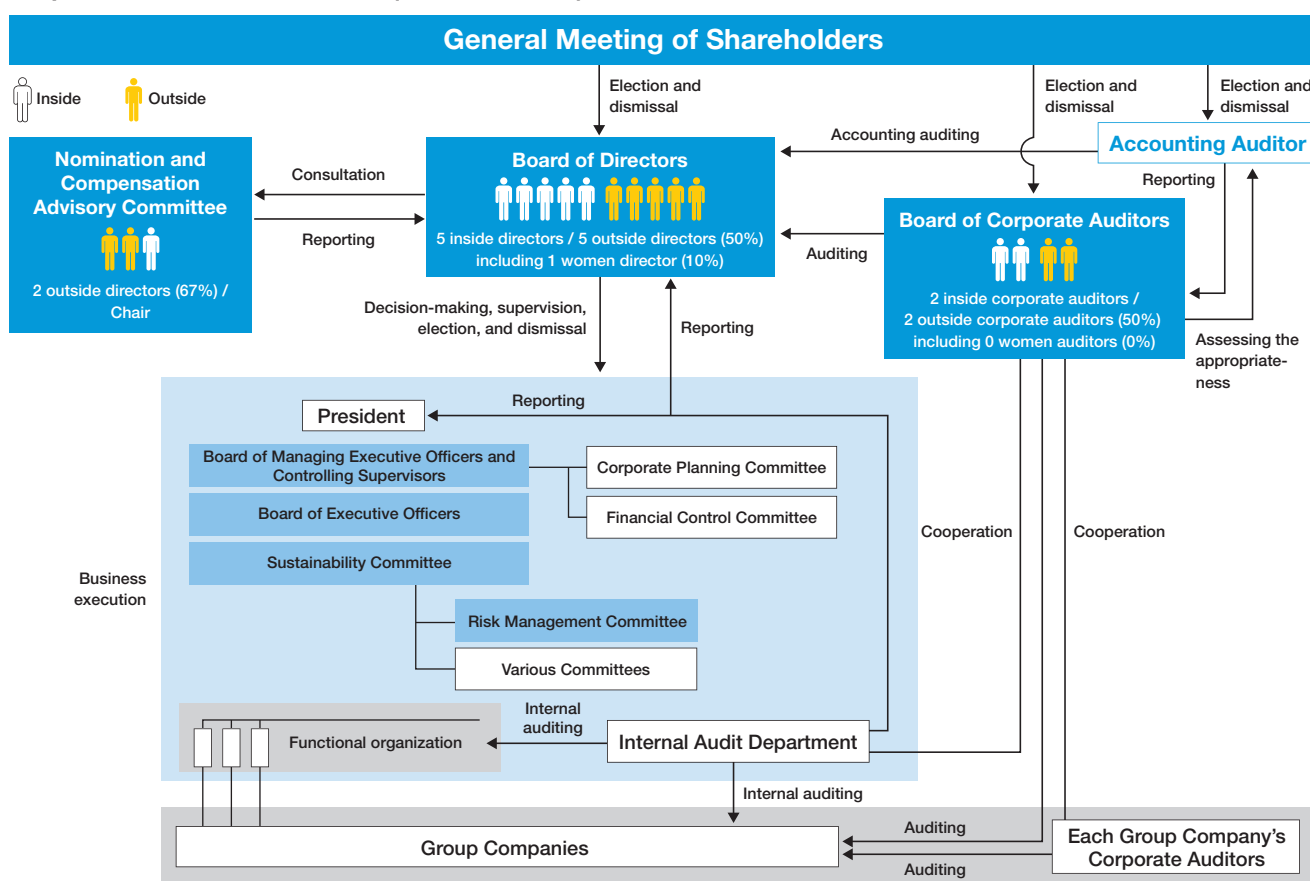 General Meeting of Shareholders
Inside
Outside
Election and
dismissal
Election and
dismissal
Election and
dismissal
Nomination and
Compensation
Advisory Committee
2 outside directors (67%) /
Chair
Consultation
Reporting
Board of Directors
5 inside directors / 5 outside directors (50%)
including 1 women director (10%)
Accounting auditing
Accounting Auditor
Reporting
Auditing
Board of Corporate Auditors
2 inside corporate auditors /
2 outside corporate auditors (50%)
including 0 women auditors (0%)
Assessing the
appropriate-
ness
Decision-making, supervision,
election, and dismissal
Reporting
Business
execution
President
Reporting
Board of Managing Executive Officers and
Controlling Supervisors
Corporate Planning Committee
Board of Executive Officers
Financial Control Committee
Sustainability Committee
Risk Management Committee
Various Committees
Cooperation
Cooperation
Functional organization
Internal
auditing
Internal Audit Department
Internal auditing
Group Companies
Auditing
Auditing
Each Group Company's
Corporate Auditors